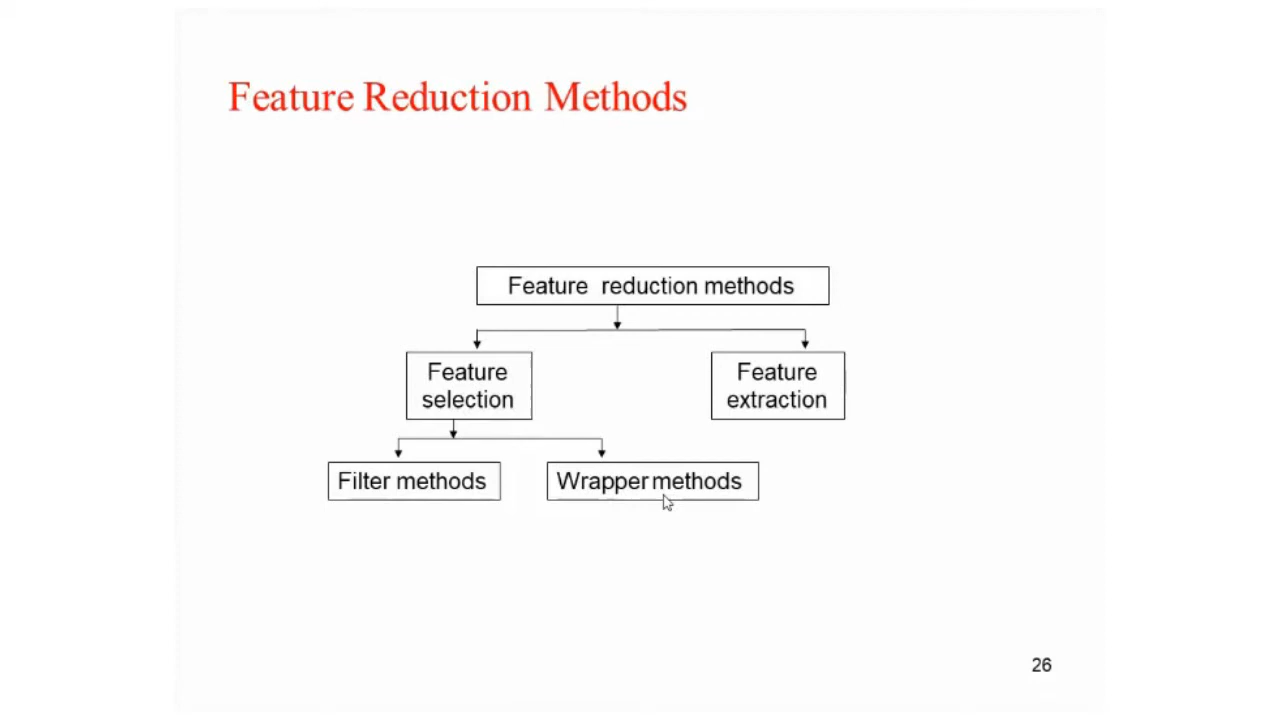 Feature Reduction Methods
Feature reduction methods
Feature
selection
Feature
extraction
Filter methods
Wrapper methods
26